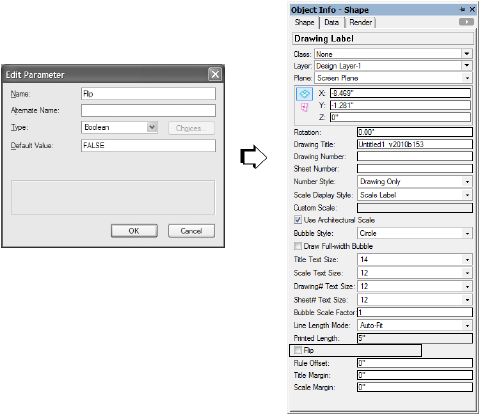 Edit Parameter
Name: Flip
Alternate Name:
Type: Boolean Choices...
Default Value: FALSE
OK Cancel
Object Info - Shape
Shape Data Render
Drawing Label
Class: None
Layer: Design Layer-1
Plane: Screen Plane
X: -8.469"
Y: -1.281"
Z: 0"
Rotation: 0.00°
Drawing Title: Untitled1_v2010b153
Drawing Number:
Sheet Number:
Number Style: Drawing Only
Scale Display Style: Scale Label
Custom Scale:
Use Architectural Scale
Bubble Style: Circle
Draw Full-width Bubble
Title Text Size: 14
Scale Text Size: 12
Drawing# Text Size: 12
Sheet# Text Size: 12
Bubble Scale Factor: 1
Line Length Mode: Auto-Fit
Printed Length: 5"
Flip
Rule Offset: 0"
Title Margin: 0"
Scale Margin: 0"